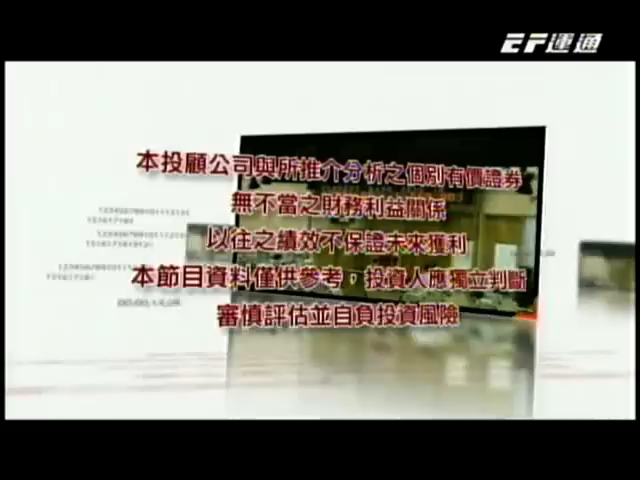 EF運通
本投顧公司與所推介分析之個別有價證券
無不當之財務利益關係
以往之績效不保證未來獲利
本節目資料僅供參考，投資人應獨立判斷
審慎評估並自負投資風險